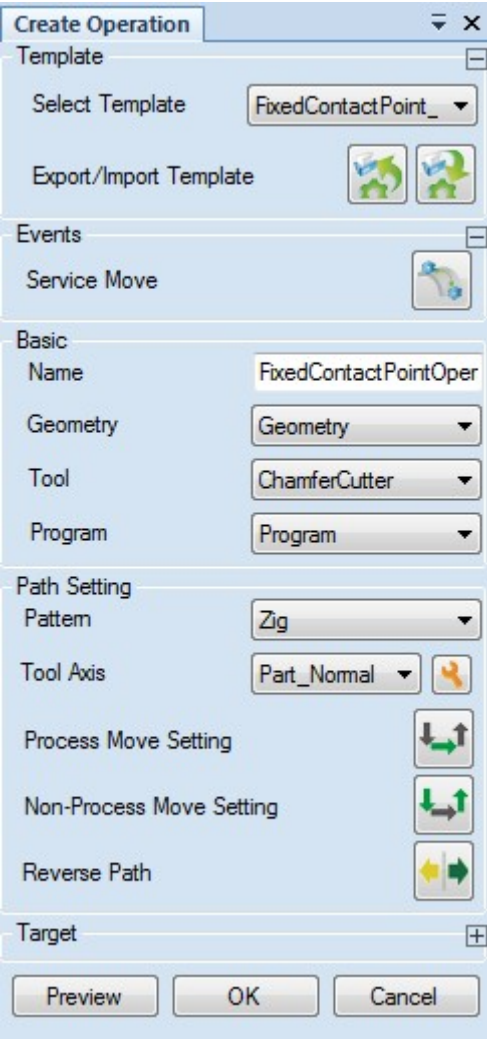 Create Operation
Template
Select Template FixedContactPoint_
Export/Import Template
Events
Service Move
Basic
Name FixedContactPointOper
Geometry Geometry
Tool ChamferCutter
Program Program
Path Setting
Pattern Zig
Tool Axis Part_Normal
Process Move Setting
Non-Process Move Setting
Reverse Path
Target
Preview OK Cancel